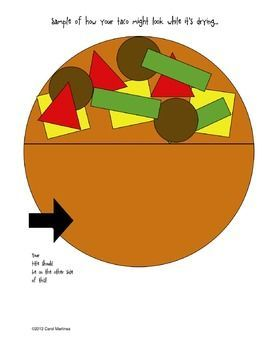 Sample of how your taco might look while it's drying...
Your
title should
be on the other side
of this!
©2012 Carol Martinez